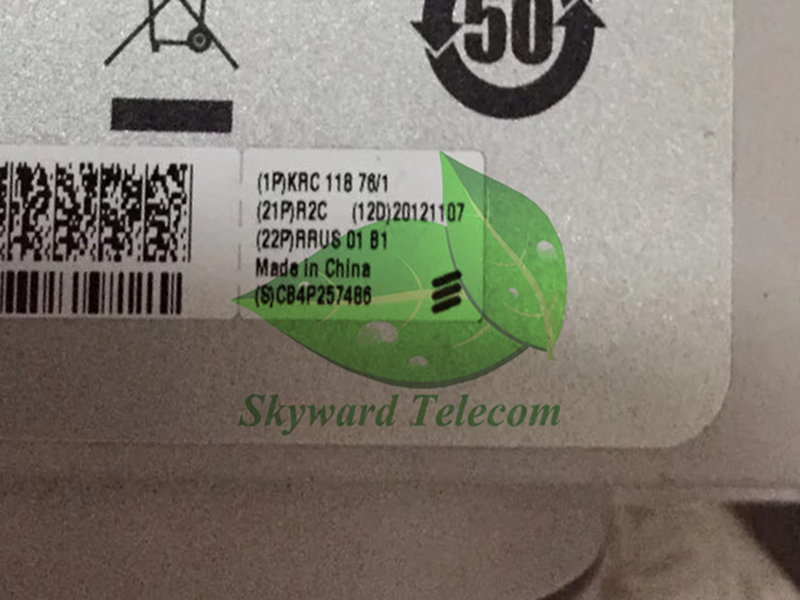 50
(1P)KRC 118 76/1
(21P)R2C (12D)20121107
(22P)RRUS 01 B1
Made in China
(S)CB4P257486
Skyward Telecom